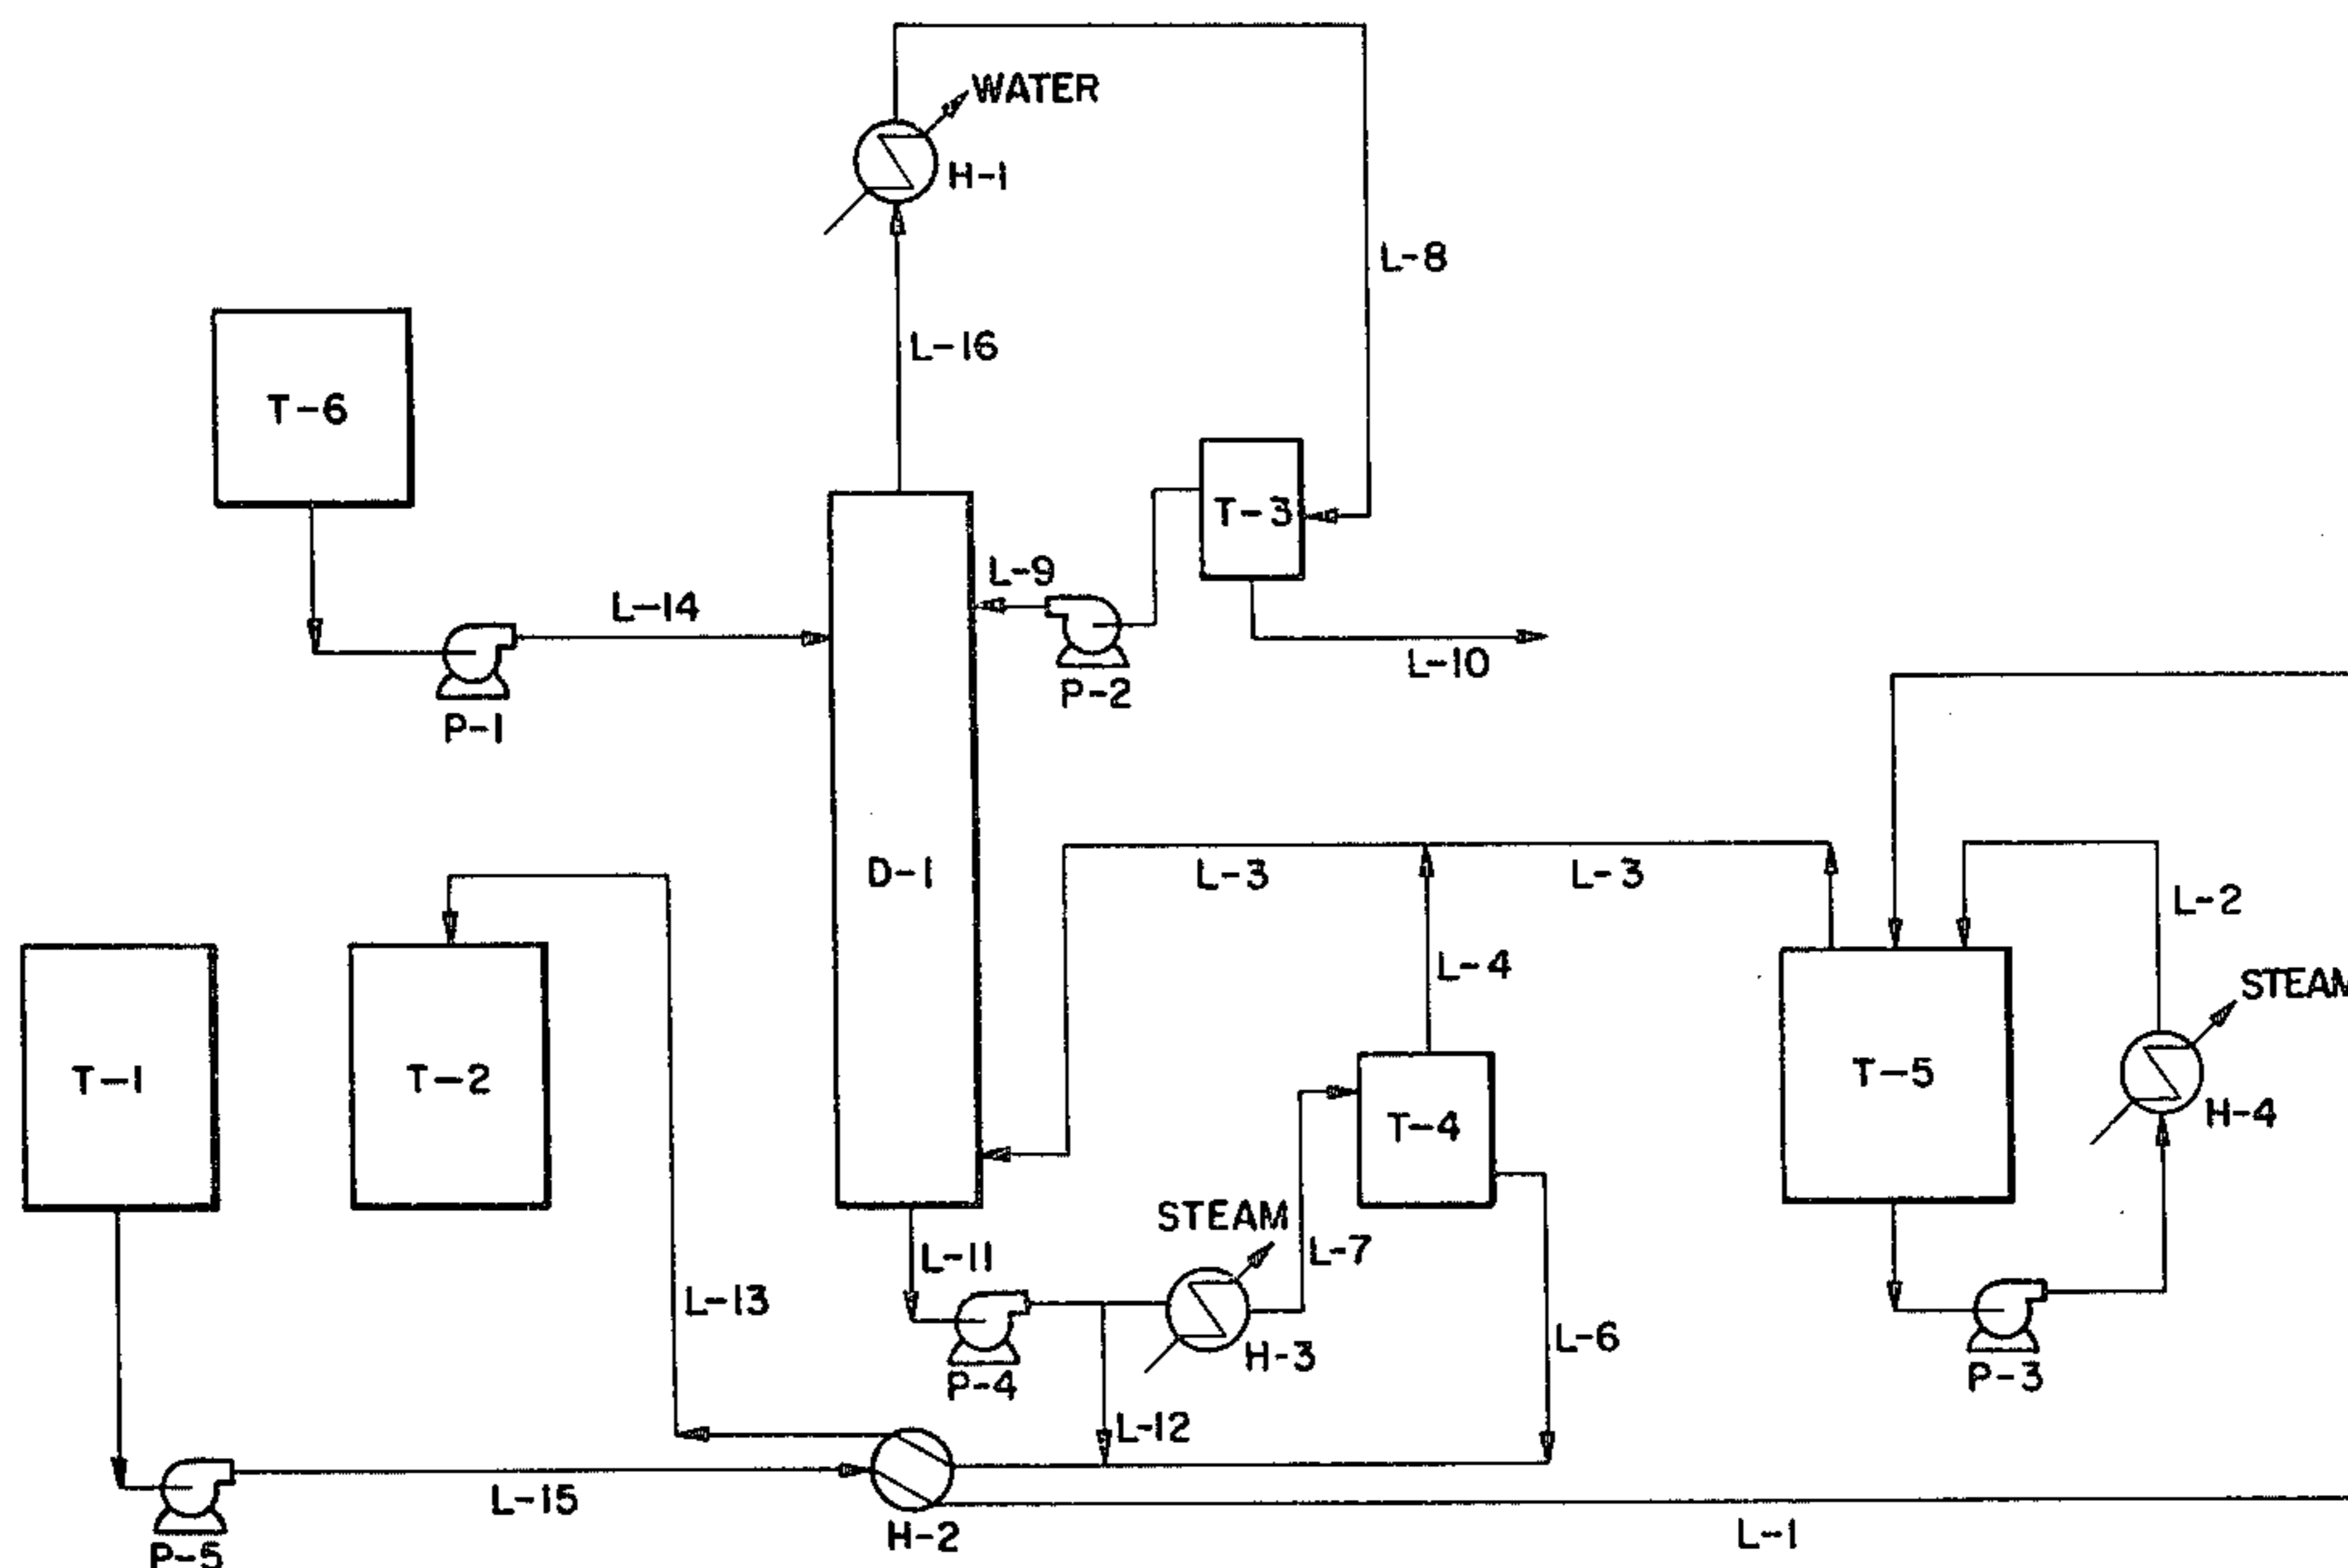 WATER
H-1
L-8
L-16
T-6
T-3
L-9
L-14
L-10
P-2
P-1
D-1
L-3
L-3
L-2
L-4
STEAM
T-1
T-2
T-5
H-4
T-4
STEAM
L-11
L-7
L-13
L-6
H-3
P-4
P-3
L-12
L-15
H-2
L-1
P-5